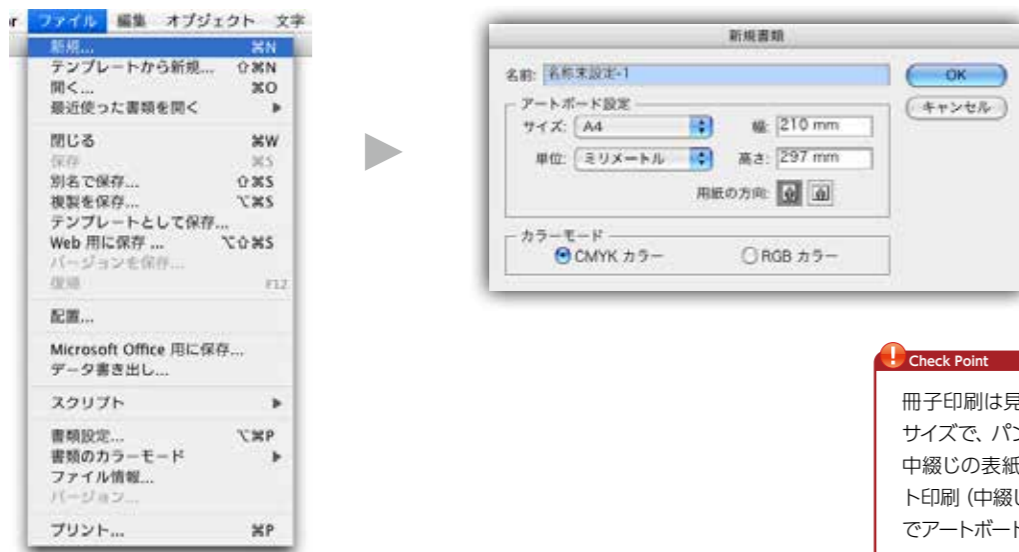 r ファイル 編集 オブジェクト 文字
新規... ⌘N
テンプレートから新規... ⇧⌘N
開く... ⌘O
最近使った書類を開く ▶
閉じる ⌘W
保存 ⌘S
別名で保存... ⇧⌘S
複製を保存... ⌥⌘S
テンプレートとして保存...
Web 用に保存 ... ⌥⇧⌘S
バージョンを保存...
復帰 F12
配置...
Microsoft Office 用に保存...
データ書き出し...
スクリプト ▶
書類設定... ⌥⌘P
書類のカラーモード ▶
ファイル情報...
バージョン...
プリント... ⌘P
新規書類
名前: 名称未設定-1
OK
キャンセル
アートボード設定
サイズ: A4 幅: 210 mm
単位: ミリメートル 高さ: 297 mm
用紙の方向:
カラーモード
CMYK カラー RGB カラー
! Check Point
冊子印刷は見
サイズで、パン
中綴じの表紙
ト印刷（中綴じ
でアートボート